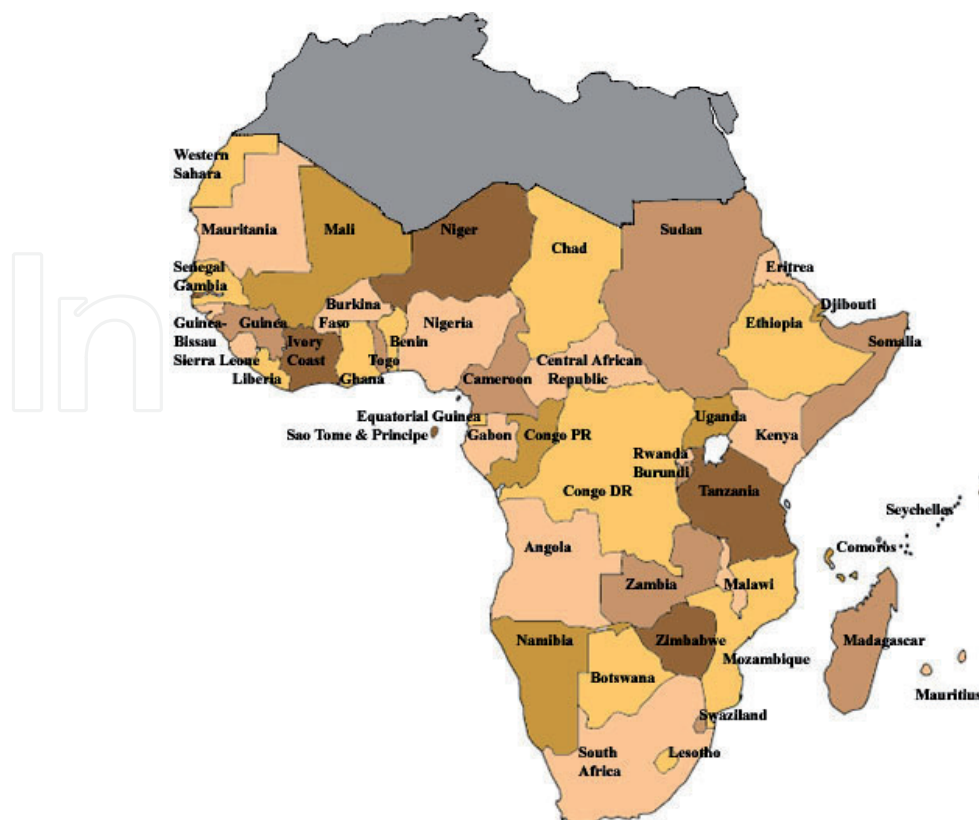 Western
Sahara
Mauritania
Mali
Niger
Chad
Sudan
Eritrea
Senegal
Gambia
Djibouti
Burkina
Faso
Nigeria
Ethiopia
Guinea-
Bissau
Guinea
Ivory
Coast
Benin
Somalia
Sierra Leone
Togo
Central African
Republic
Liberia
Ghana
Cameroon
Equatorial Guinea
Uganda
Sao Tome & Principe
Gabon
Congo PR
Kenya
Rwanda
Burundi
Congo DR
Tanzania
Seychelles
Angola
Comoros
Zambia
Malawi
Namibia
Zimbabwe
Madagascar
Mozambique
Botswana
Mauritius
Swaziland
South
Africa
Lesotho
In